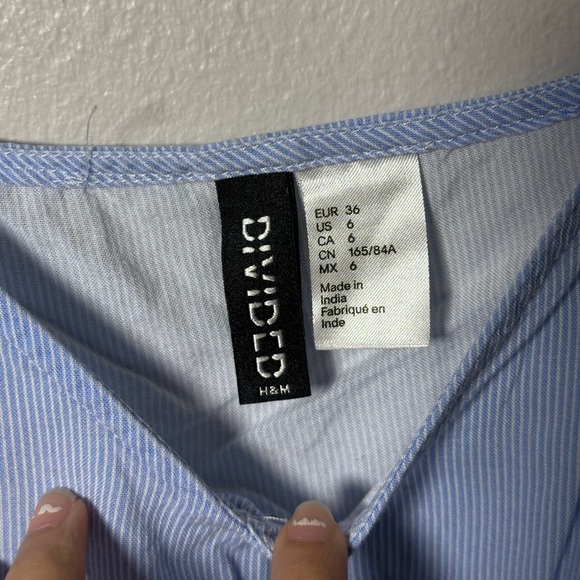 DIVIDED
H&M
EUR 36
US 6
CA 6
CN 165/84A
MX 6
Made in
India
Fabriqué en
Inde